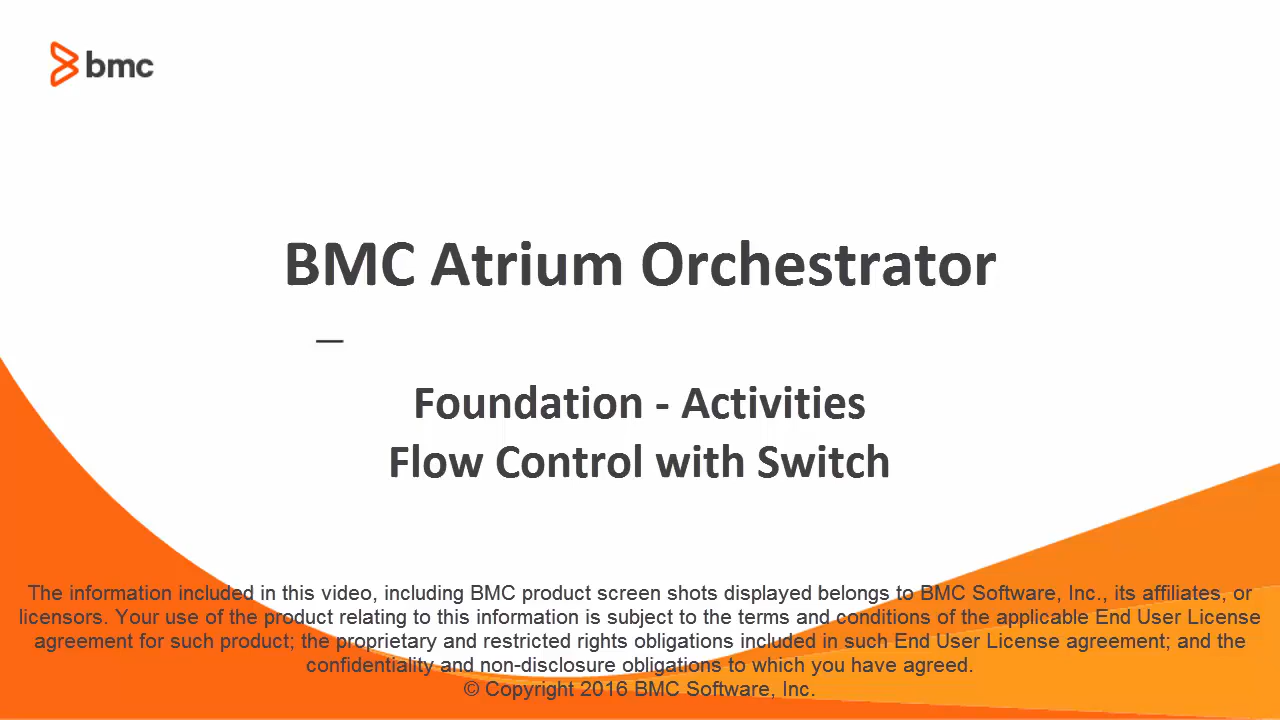 bmc
BMC Atrium Orchestrator
Foundation - Activities
Flow Control with Switch
The information included in this video, including BMC product screen shots displayed belongs to BMC Software, Inc., its affiliates, or
licensors. Your use of the product relating to this information is subject to the terms and conditions of the applicable End User License
agreement for such product; the proprietary and restricted rights obligations included in such End User License agreement; and the
confidentiality and non-disclosure obligations to which you have agreed.
© Copyright 2016 BMC Software, Inc.